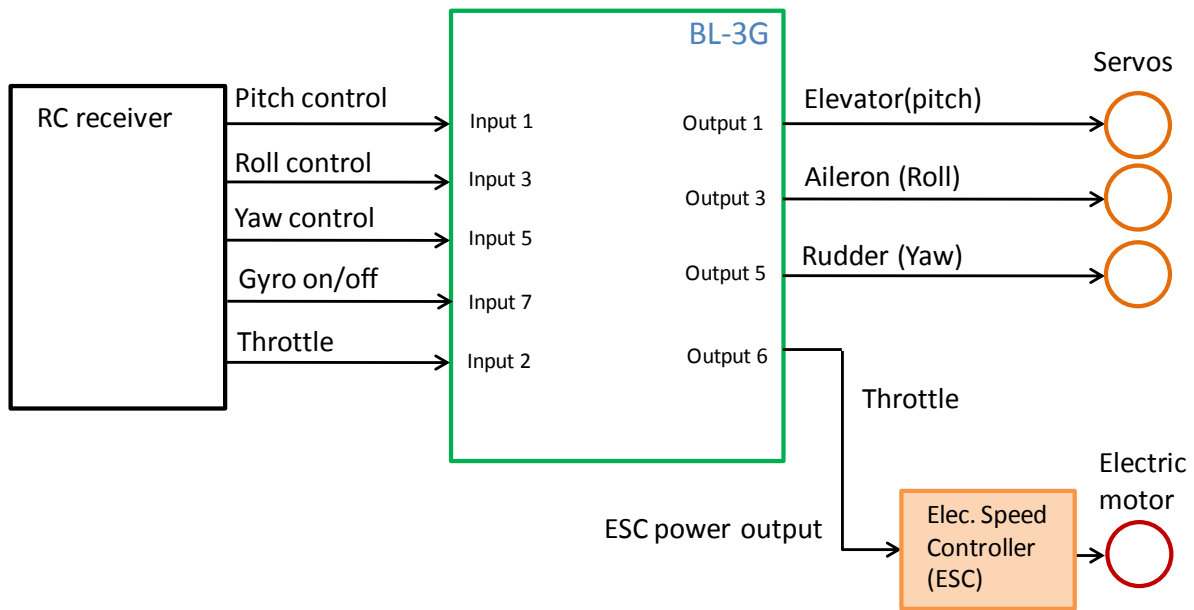 BL-3G
Servos
RC receiver
Pitch control
Roll control
Yaw control
Gyro on/off
Throttle
Input 1
Input 3
Input 5
Input 7
Input 2
Output 1
Output 3
Output 5
Output 6
Elevator(pitch)
Aileron (Roll)
Rudder (Yaw)
Throttle
ESC power output
Elec. Speed
Controller
(ESC)
Electric
motor